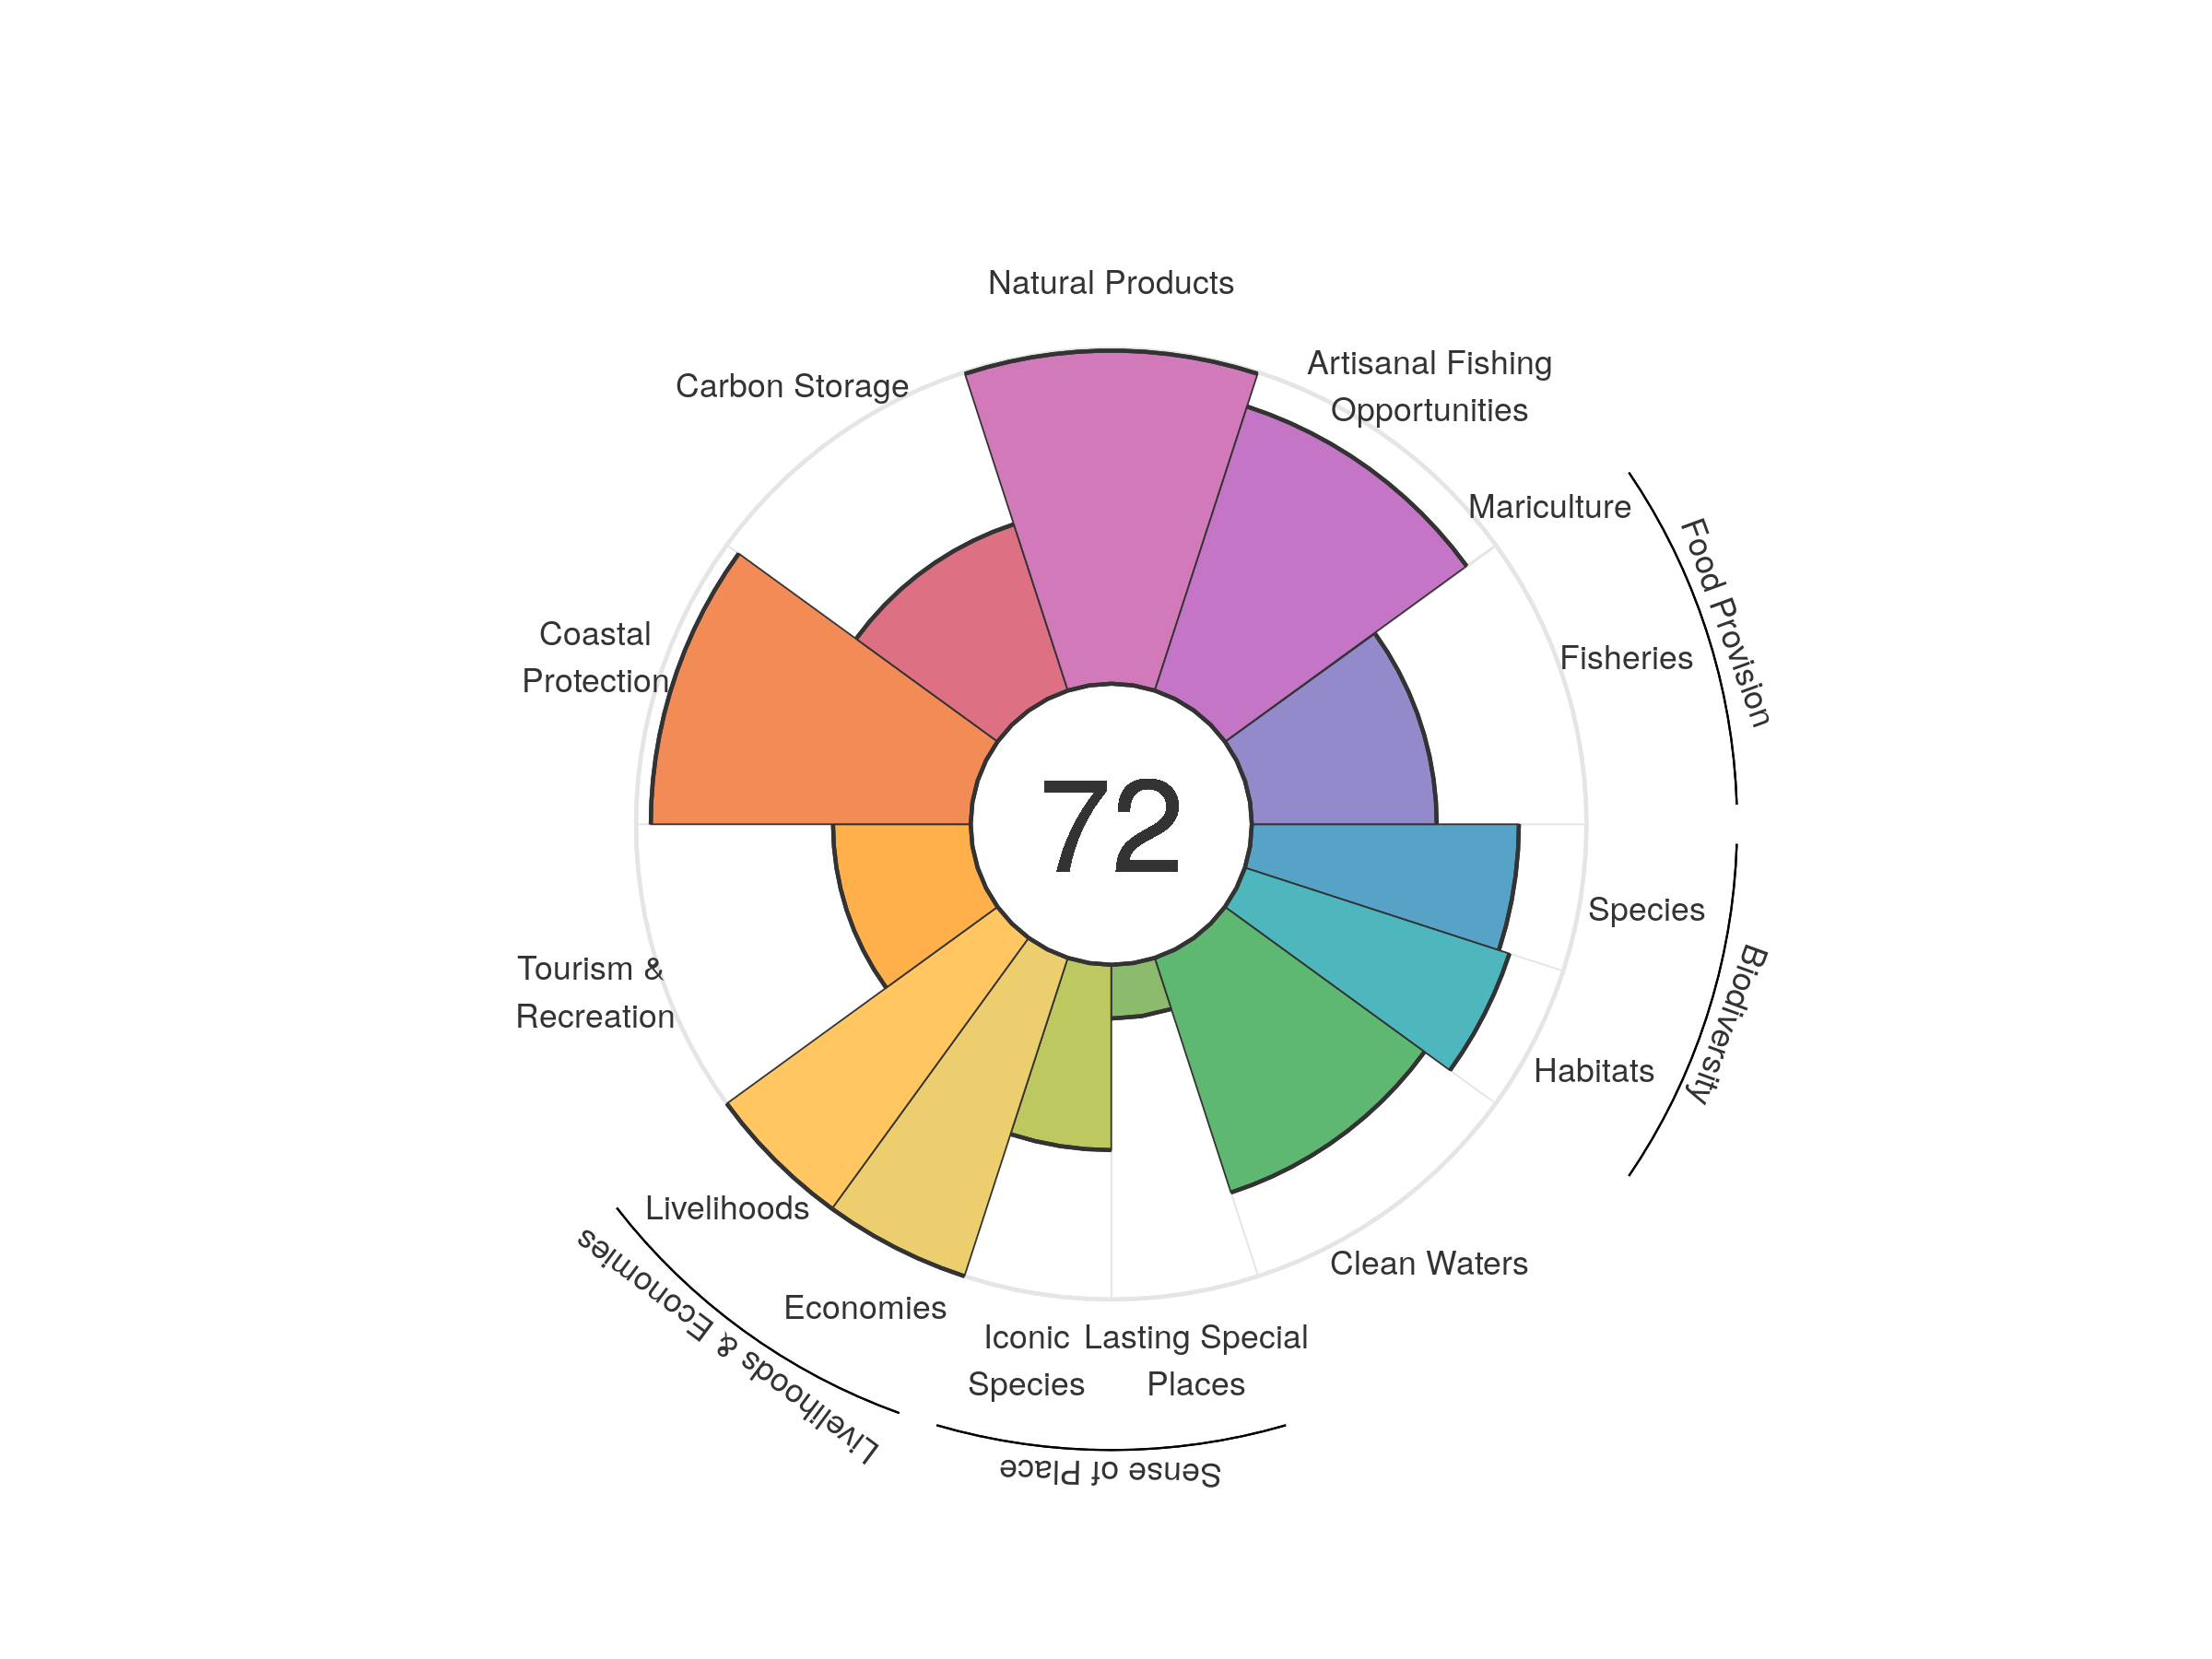 Natural Products
Artisanal Fishing
Opportunities
Carbon Storage
Mariculture
Food Provision
Fisheries
Coastal
Protection
72
Species
Biodiversity
Tourism &
Recreation
Habitats
Livelihoods
Clean Waters
Livelihoods & Economies
Economies
Iconic
Species
Lasting Special
Places
Sense of Place